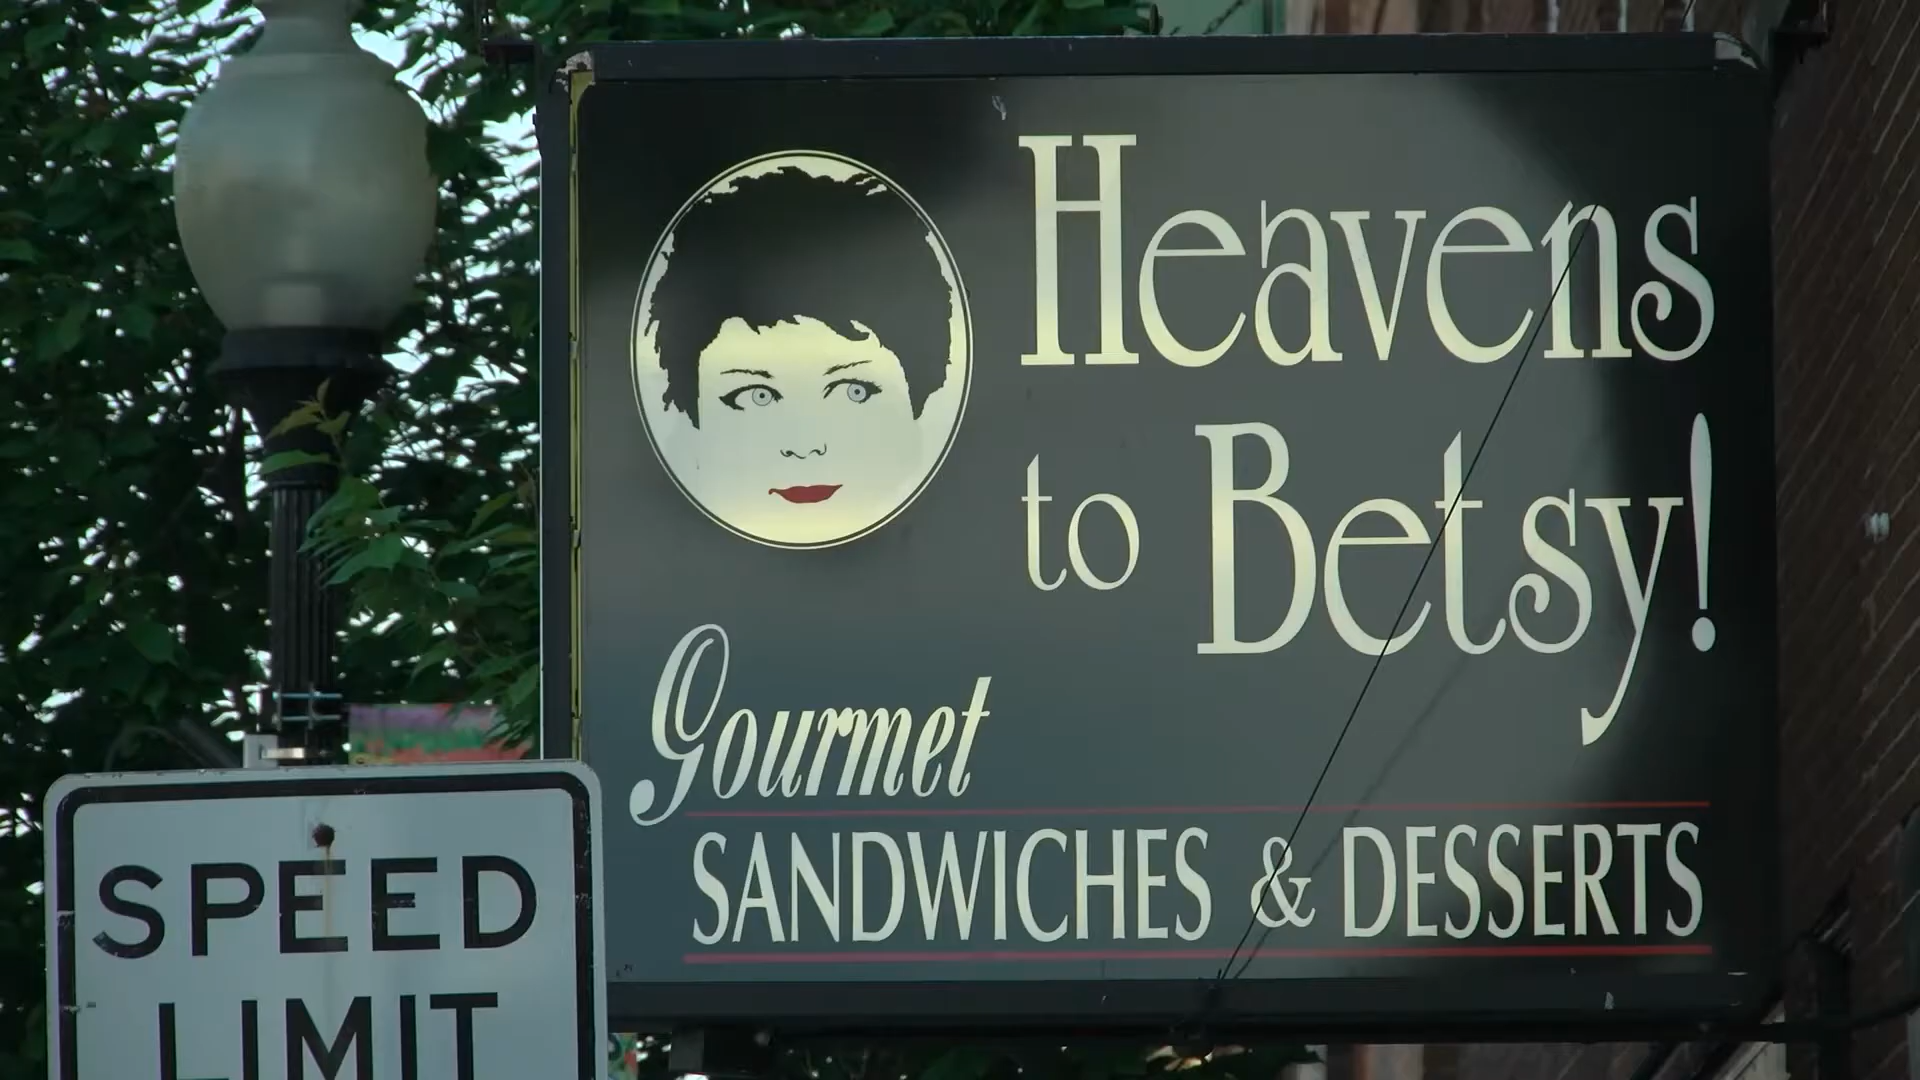 Heavens
to Betsy!
Gourmet
SANDWICHES & DESSERTS
SPEED
LIMIT